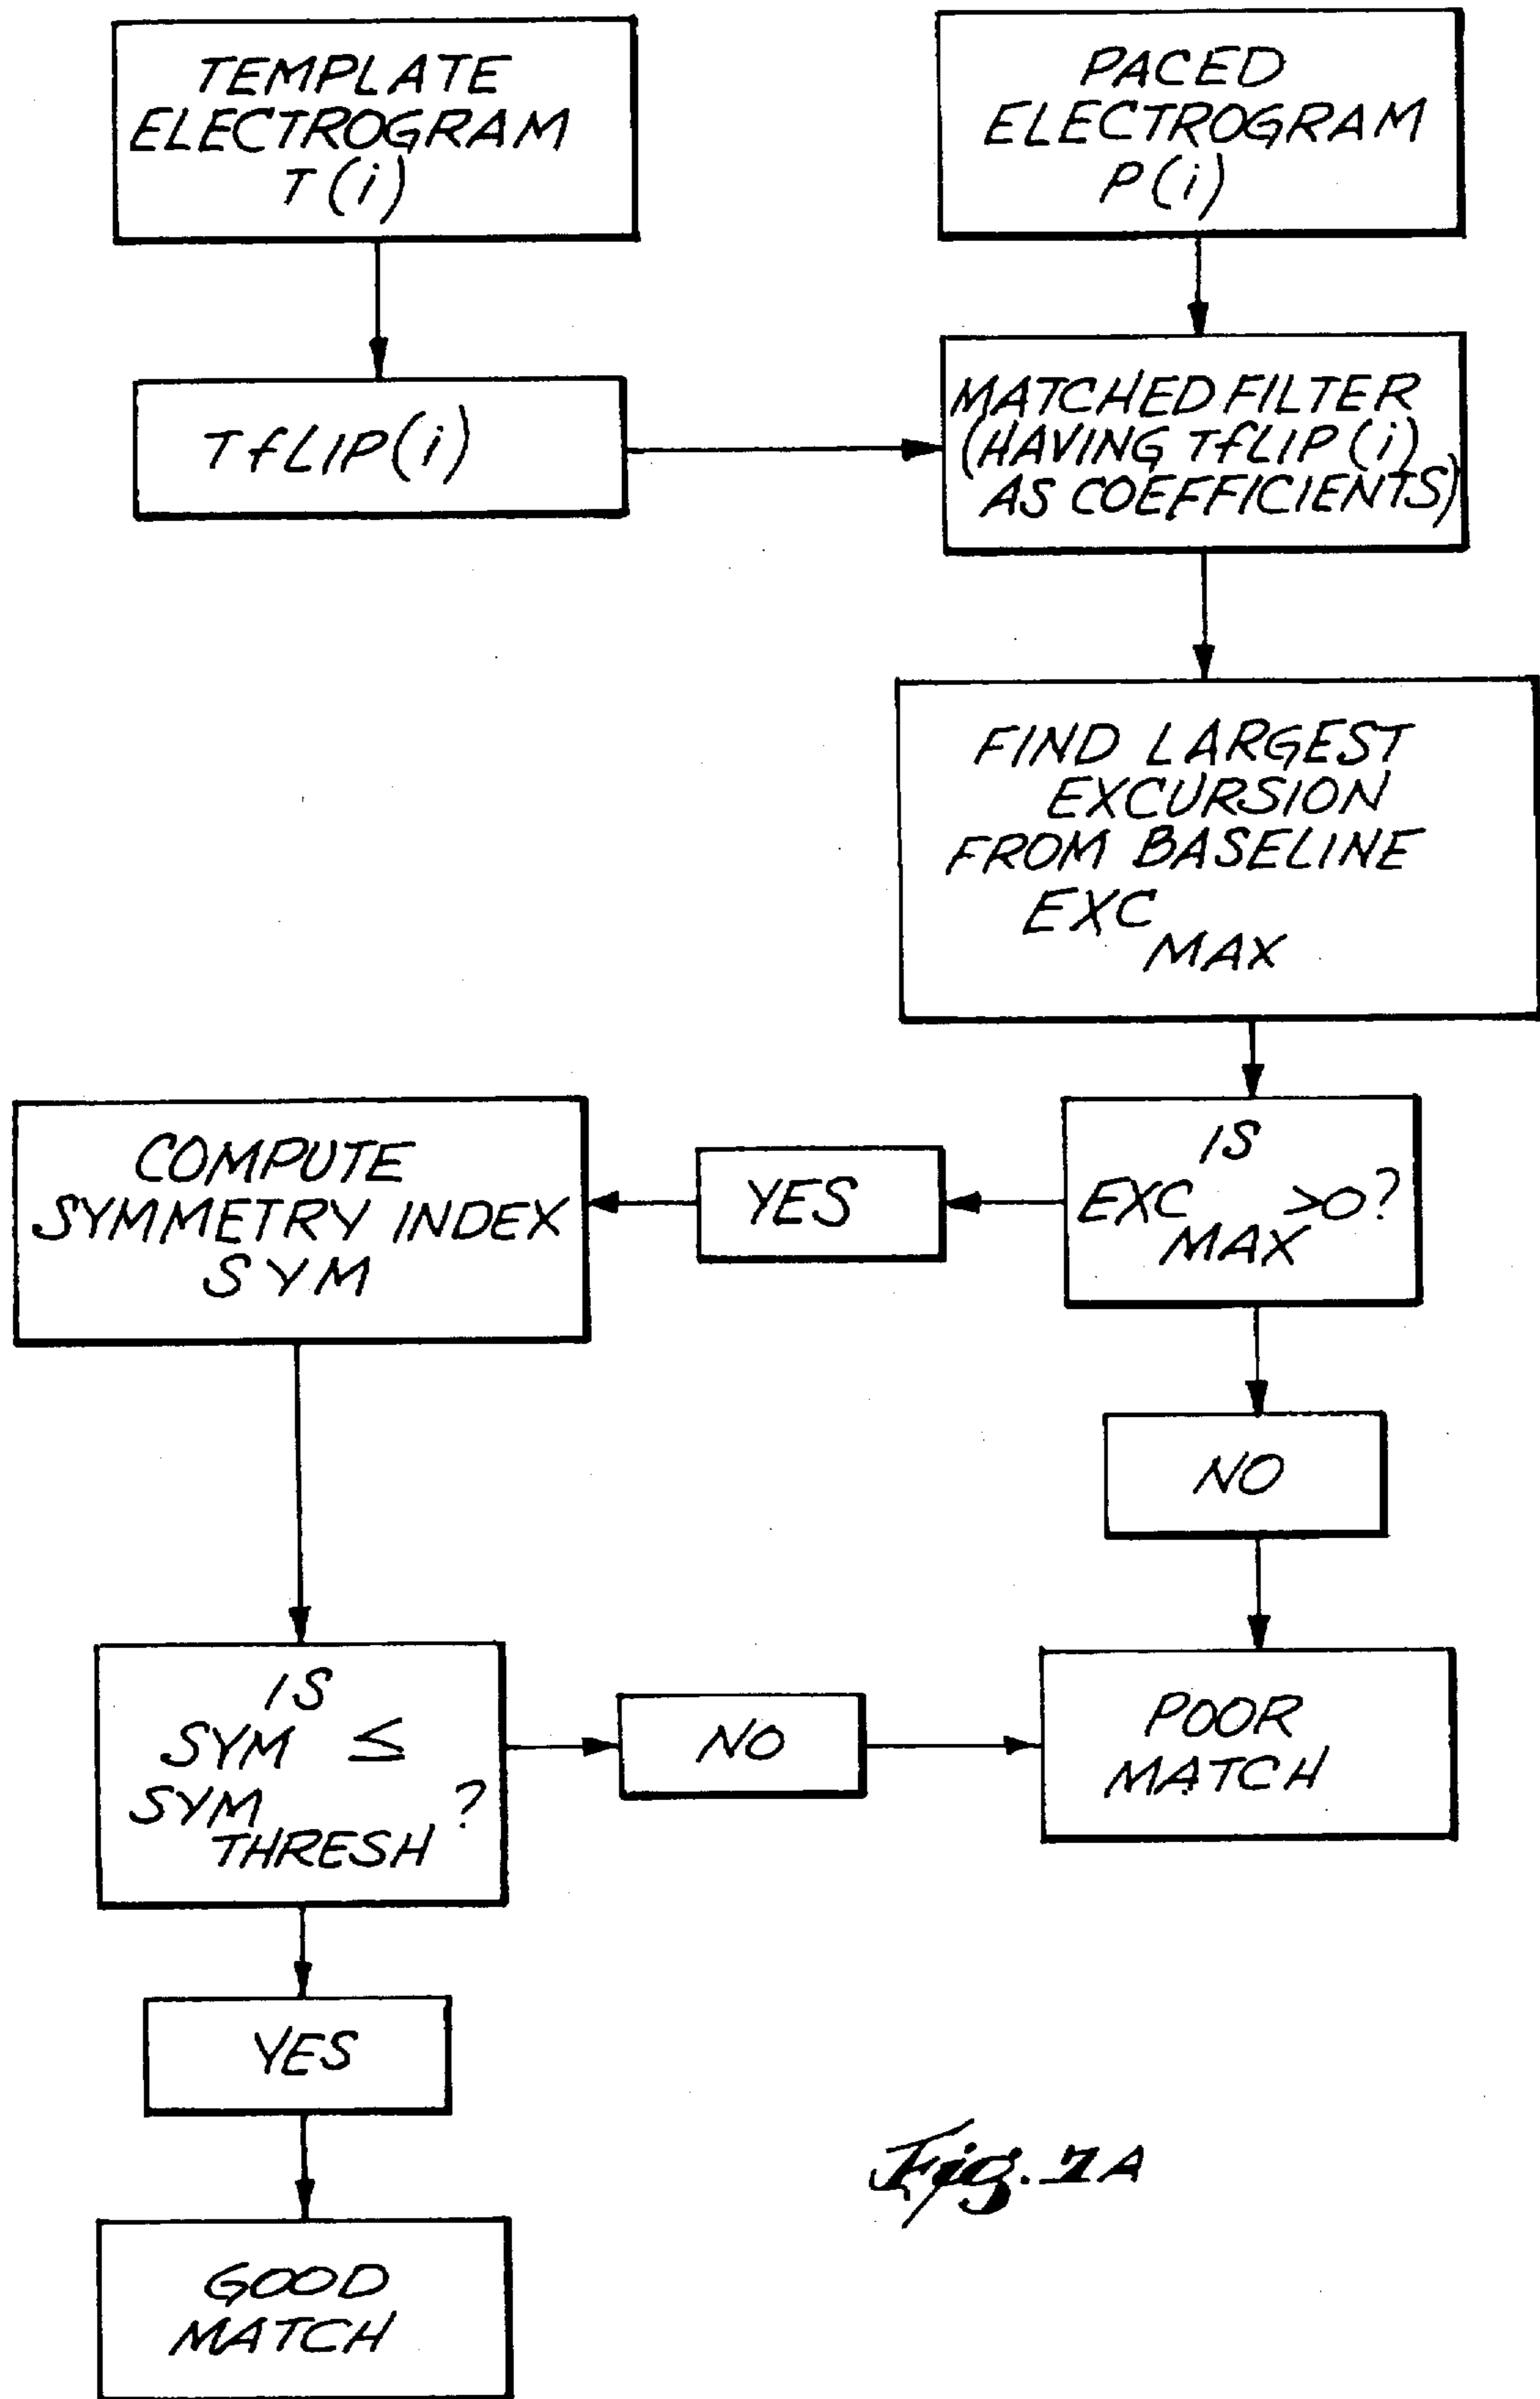 TEMPLATE
ELECTROGRAM
T(i)
PACED
ELECTROGRAM
P(i)
TfLIP(i)
MATCHED FILTER
(HAVING TfLIP(i)
AS COEFFICIENTS)
FIND LARGEST
EXCURSION
FROM BASELINE
EXC
MAX
IS
EXC >0?
MAX
YES
COMPUTE
SYMMETRY INDEX
SYM
NO
IS
SYM ≤
SYM ?
THRESH
NO
POOR
MATCH
YES
GOOD
MATCH
Fig. 7A